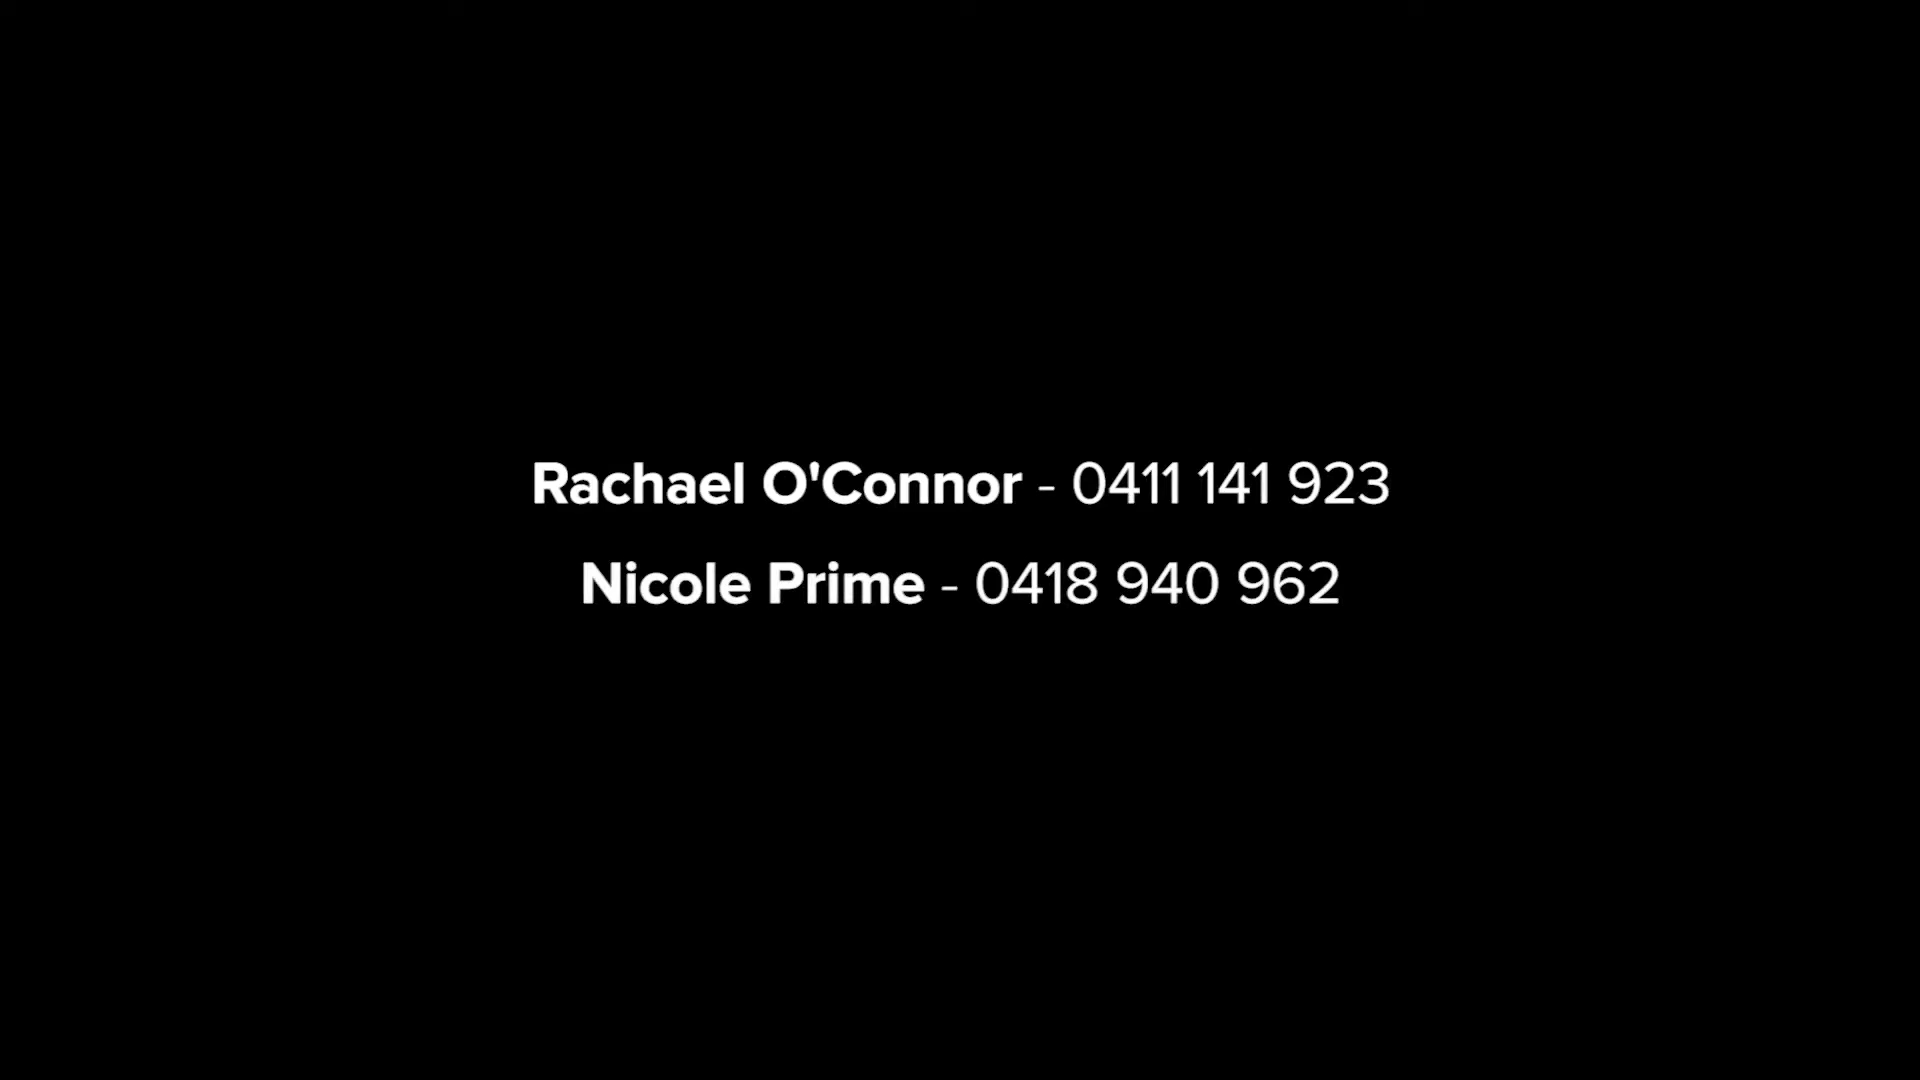 Rachael O'Connor - 0411 141 923
Nicole Prime - 0418 940 962